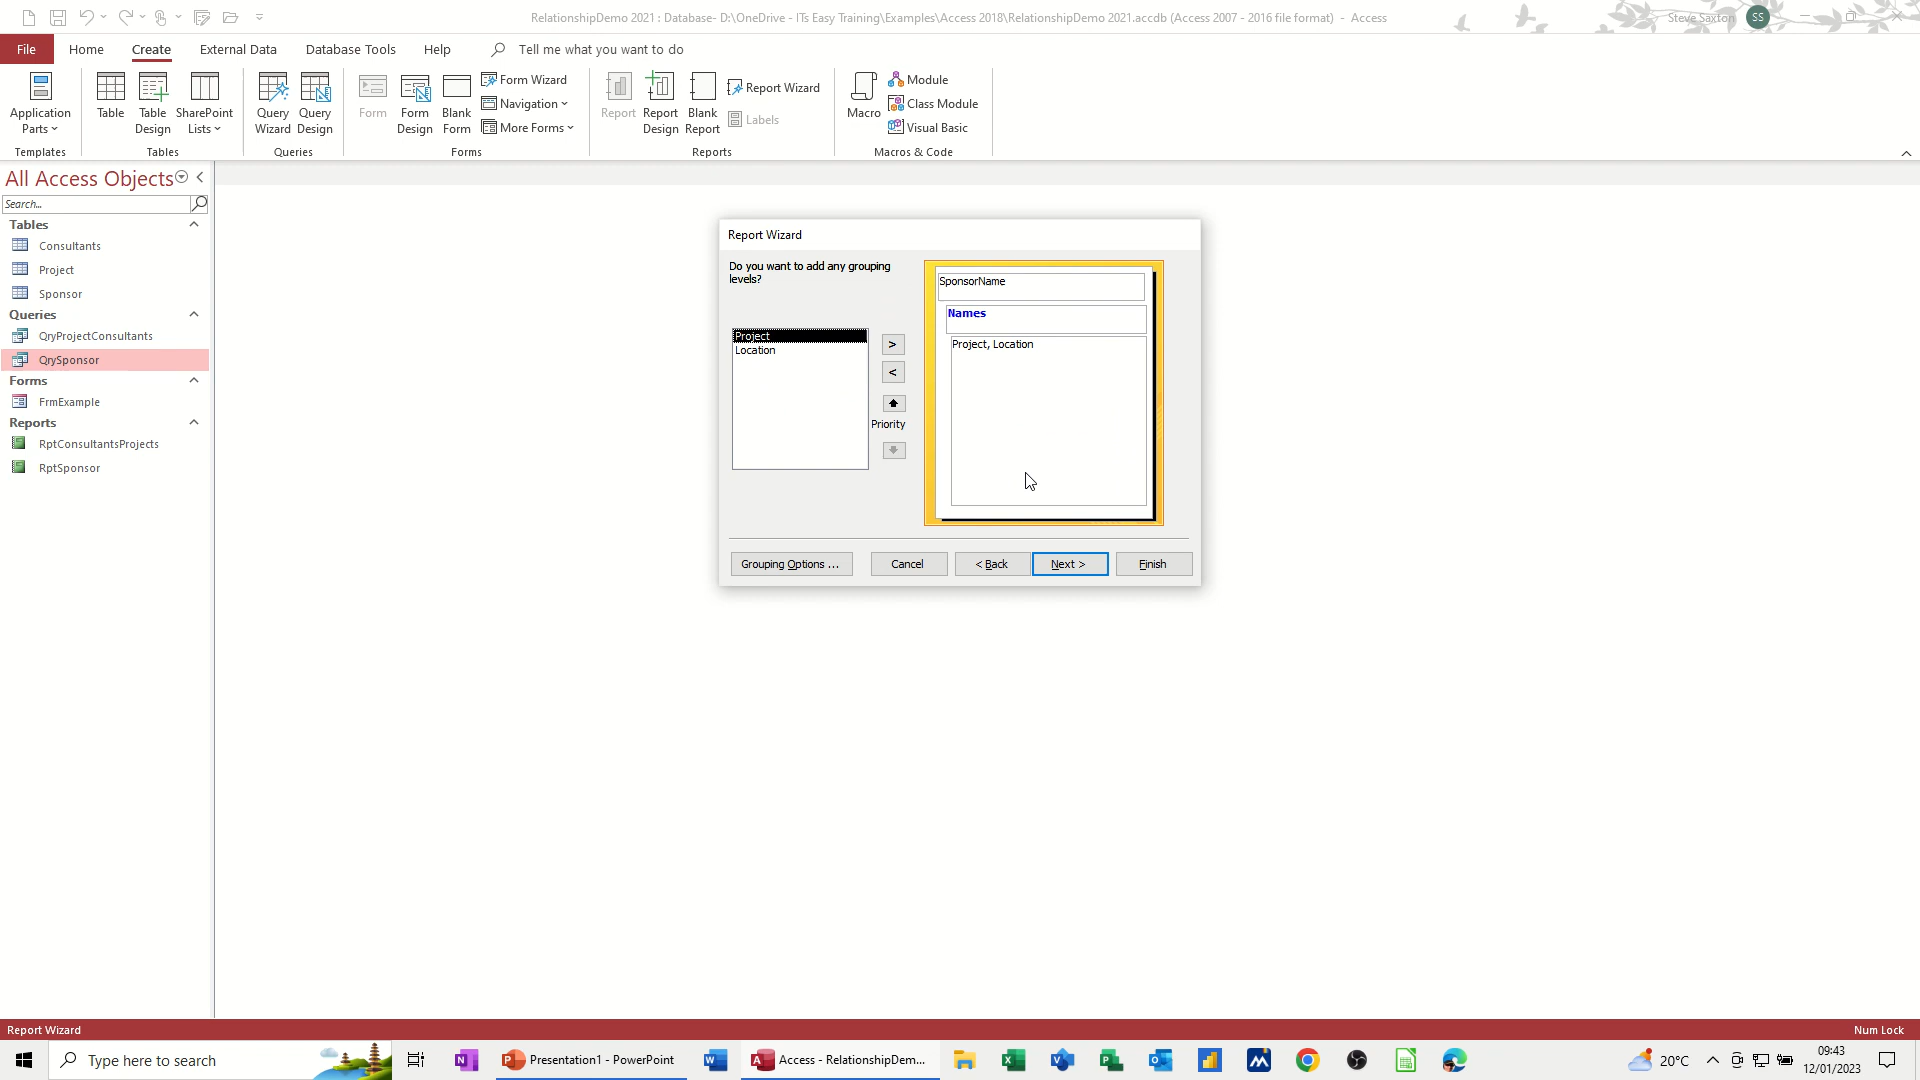 RelationshipDemo 2021 : Database- D:\OneDrive - ITs Easy Training\Examples\Access 2018\RelationshipDemo 2021.accdb (Access 2007 - 2016 file format) - Access
Steve Saxton
SS
File
Home
Create
External Data
Database Tools
Help
Tell me what you want to do
Application
Parts
Templates
Table
Table
Design
SharePoint
Lists
Tables
Query
Wizard
Query
Design
Queries
Form
Form
Design
Blank
Form
Form Wizard
Navigation
More Forms
Forms
Report
Report
Design
Blank
Report
Report Wizard
Labels
Reports
Macro
Module
Class Module
Visual Basic
Macros & Code
All Access Objects
Search...
Tables
Consultants
Project
Sponsor
Queries
QryProjectConsultants
QrySponsor
Forms
FrmExample
Reports
RptConsultantsProjects
RptSponsor
Report Wizard
Do you want to add any grouping
levels?
Project
Location
>
<
Priority
SponsorName
Names
Project, Location
Grouping Options ...
Cancel
< Back
Next >
Finish
Report Wizard
Num Lock
Type here to search
Presentation1 - PowerPoint
Access - RelationshipDem...
20°C
09:43
12/01/2023